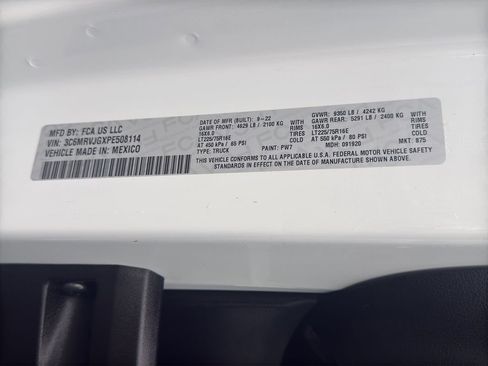 MFD BY: FCA US LLC
VIN: 3C6MRVJGXPE508114
VEHICLE MADE IN: MEXICO
DATE OF MFR (BUILT): 9-22
GAWR FRONT: 4629 LB / 2100 KG WITH
16X6.0 RIMS
LT225/75R16E TIRES
AT 450 kPa / 65 PSI COLD
TYPE: TRUCK PAINT: PW7
GVWR: 9350 LB / 4242 KG
GAWR REAR: 5291 LB / 2400 KG WITH
16X6.0 RIMS
LT225/75R16E TIRES
AT 550 kPa / 80 PSI COLD
MDH: 091920 MKT: 875
THIS VEHICLE CONFORMS TO ALL APPLICABLE U.S.A. FEDERAL MOTOR VEHICLE SAFETY
STANDARDS IN EFFECT ON THE DATE OF MANUFACTURE SHOWN ABOVE.